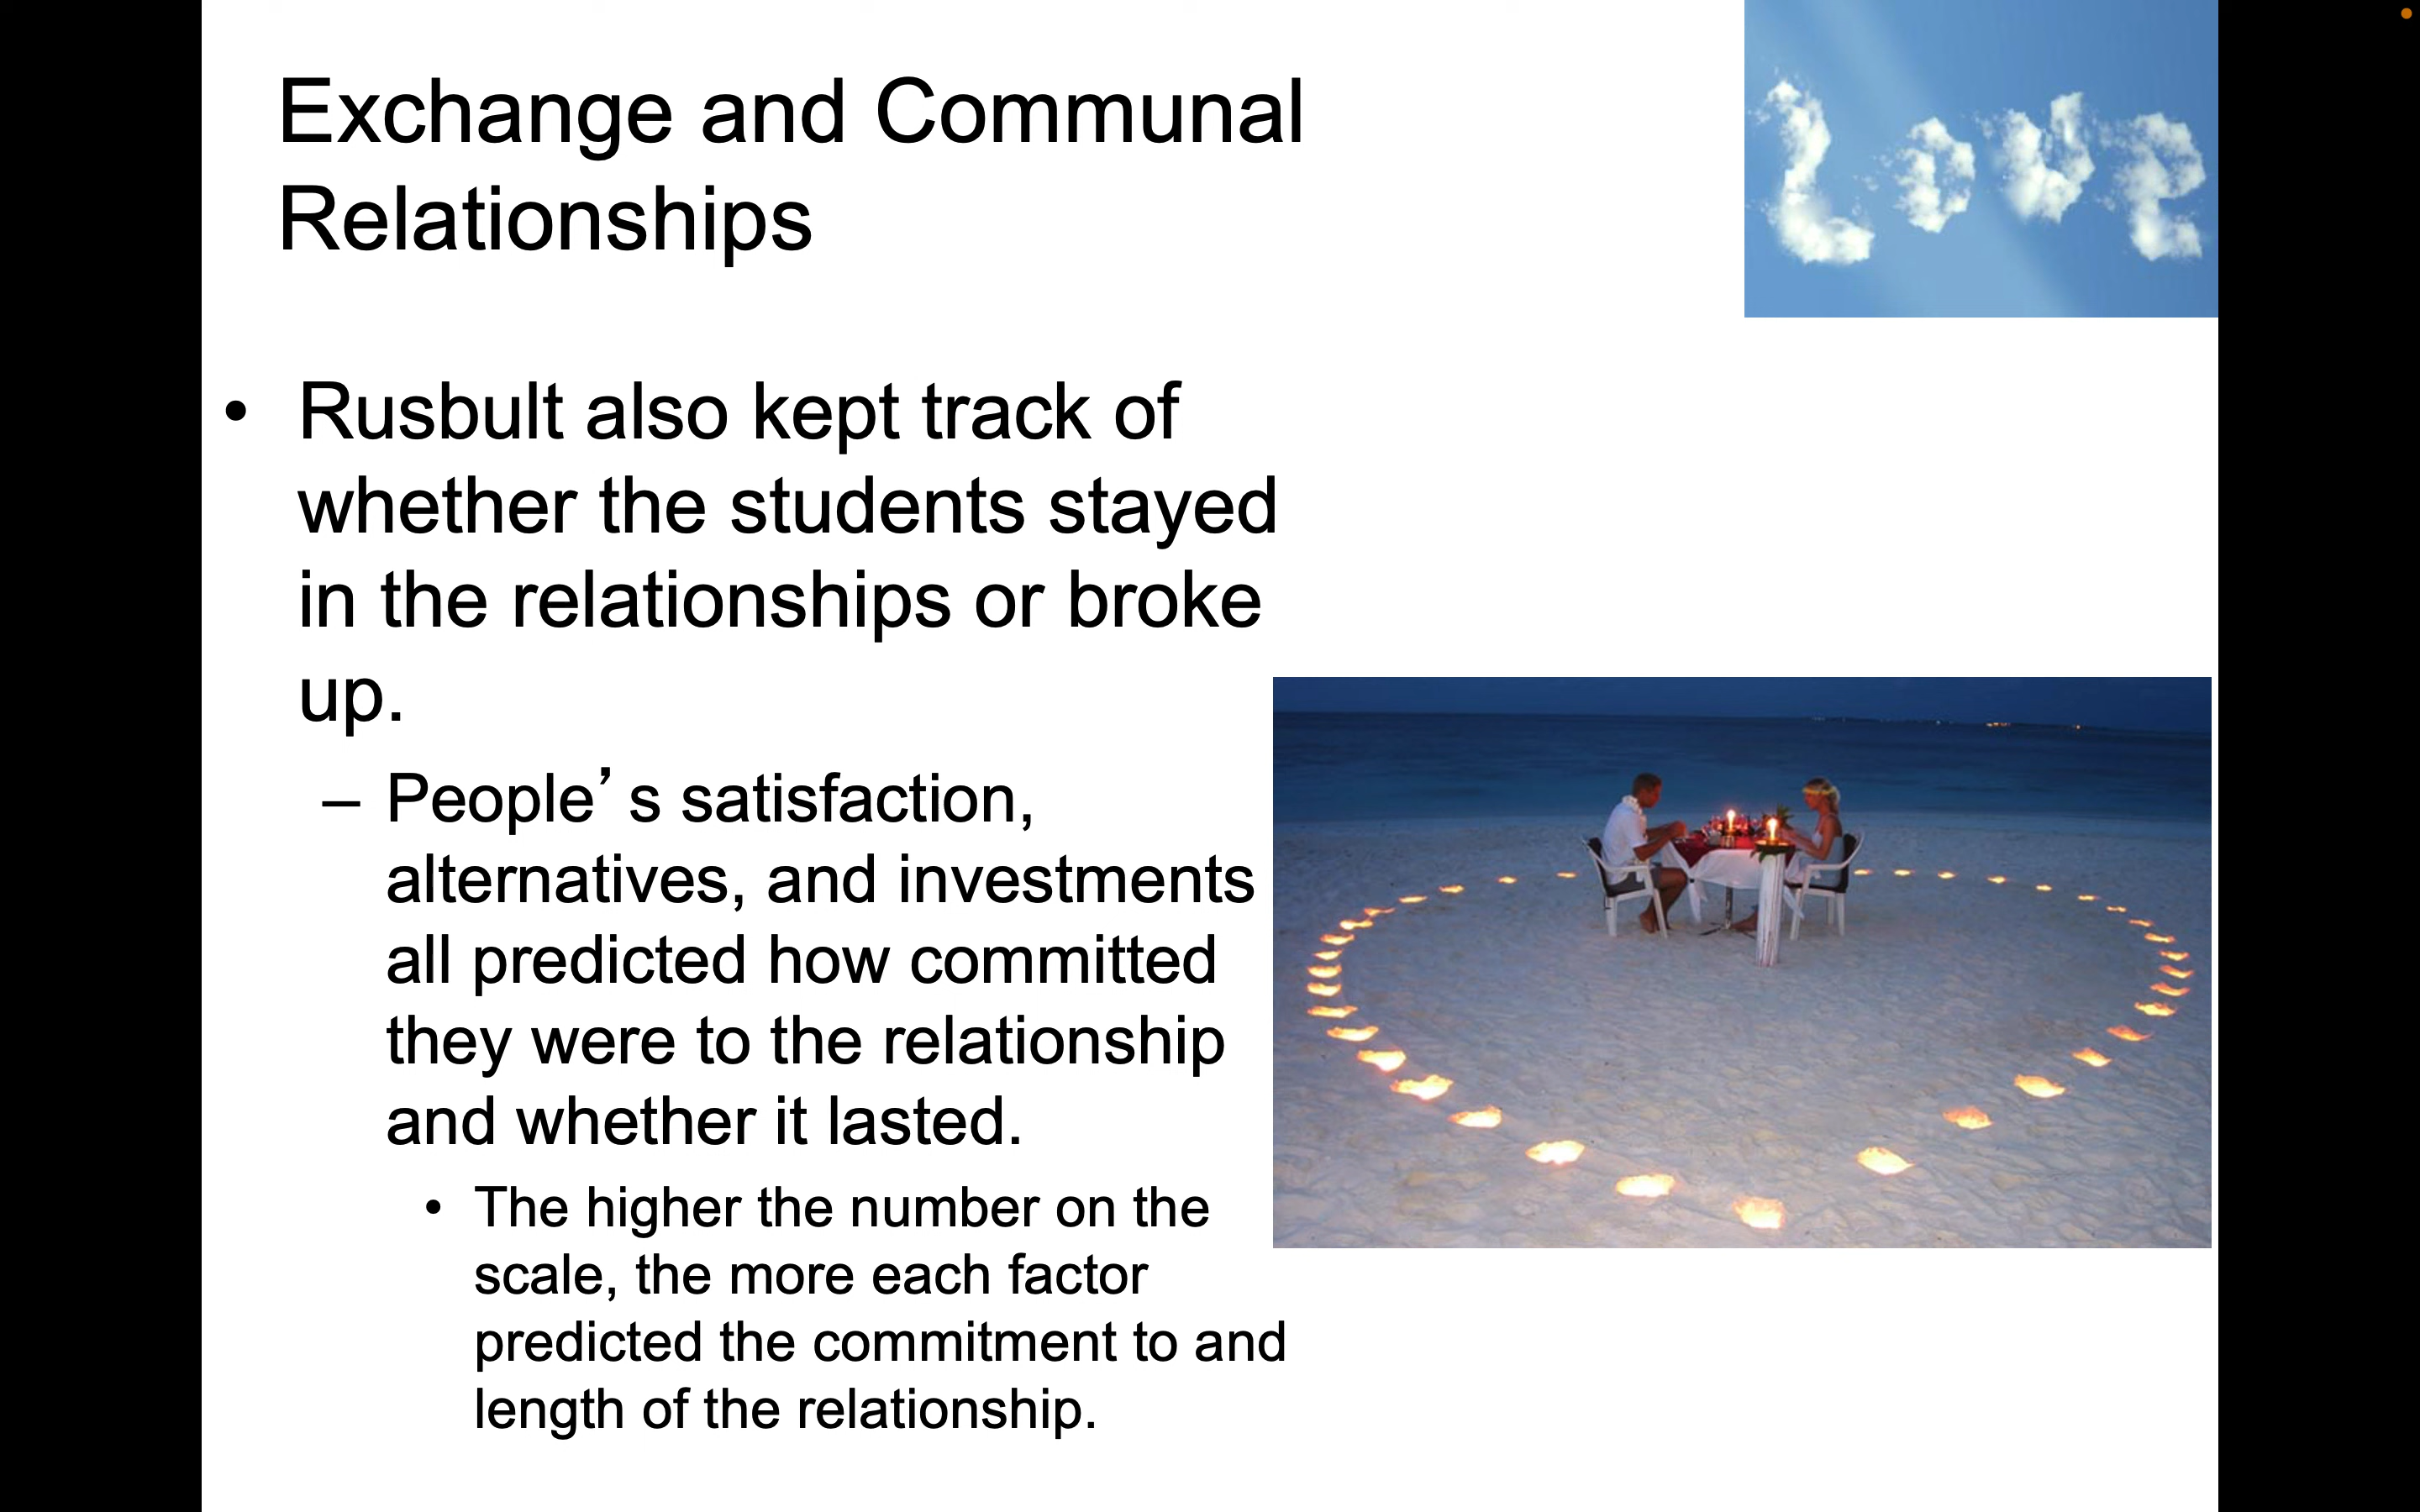 Exchange and Communal
Relationships
Love
• Rusbult also kept track of
whether the students stayed
in the relationships or broke
up.
– People’s satisfaction,
alternatives, and investments
all predicted how committed
they were to the relationship
and whether it lasted.
• The higher the number on the
scale, the more each factor
predicted the commitment to and
length of the relationship.